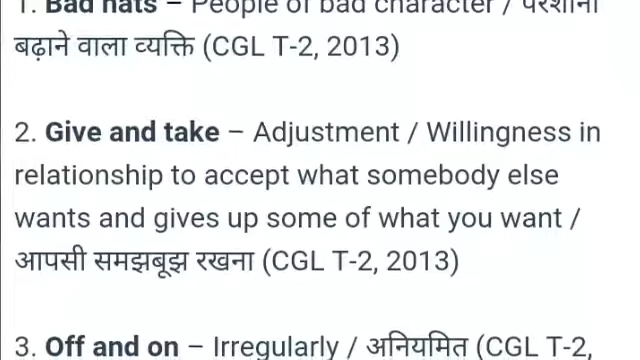 1. Bad hats – People of bad character / परेशानी
बढ़ाने वाला व्यक्ति (CGL T-2, 2013)
2. Give and take – Adjustment / Willingness in
relationship to accept what somebody else
wants and gives up some of what you want /
आपसी समझबूझ रखना (CGL T-2, 2013)
3. Off and on – Irregularly / अनियमित (CGL T-2,